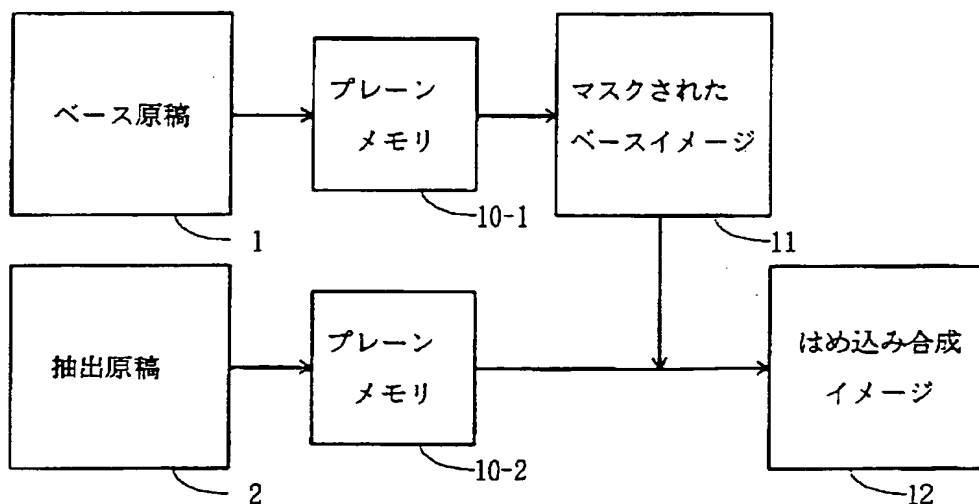 ベース原稿
プレーン
メモリ
マスクされた
ベースイメージ
1
10-1
11
抽出原稿
プレーン
メモリ
はめ込み合成
イメージ
2
10-2
12